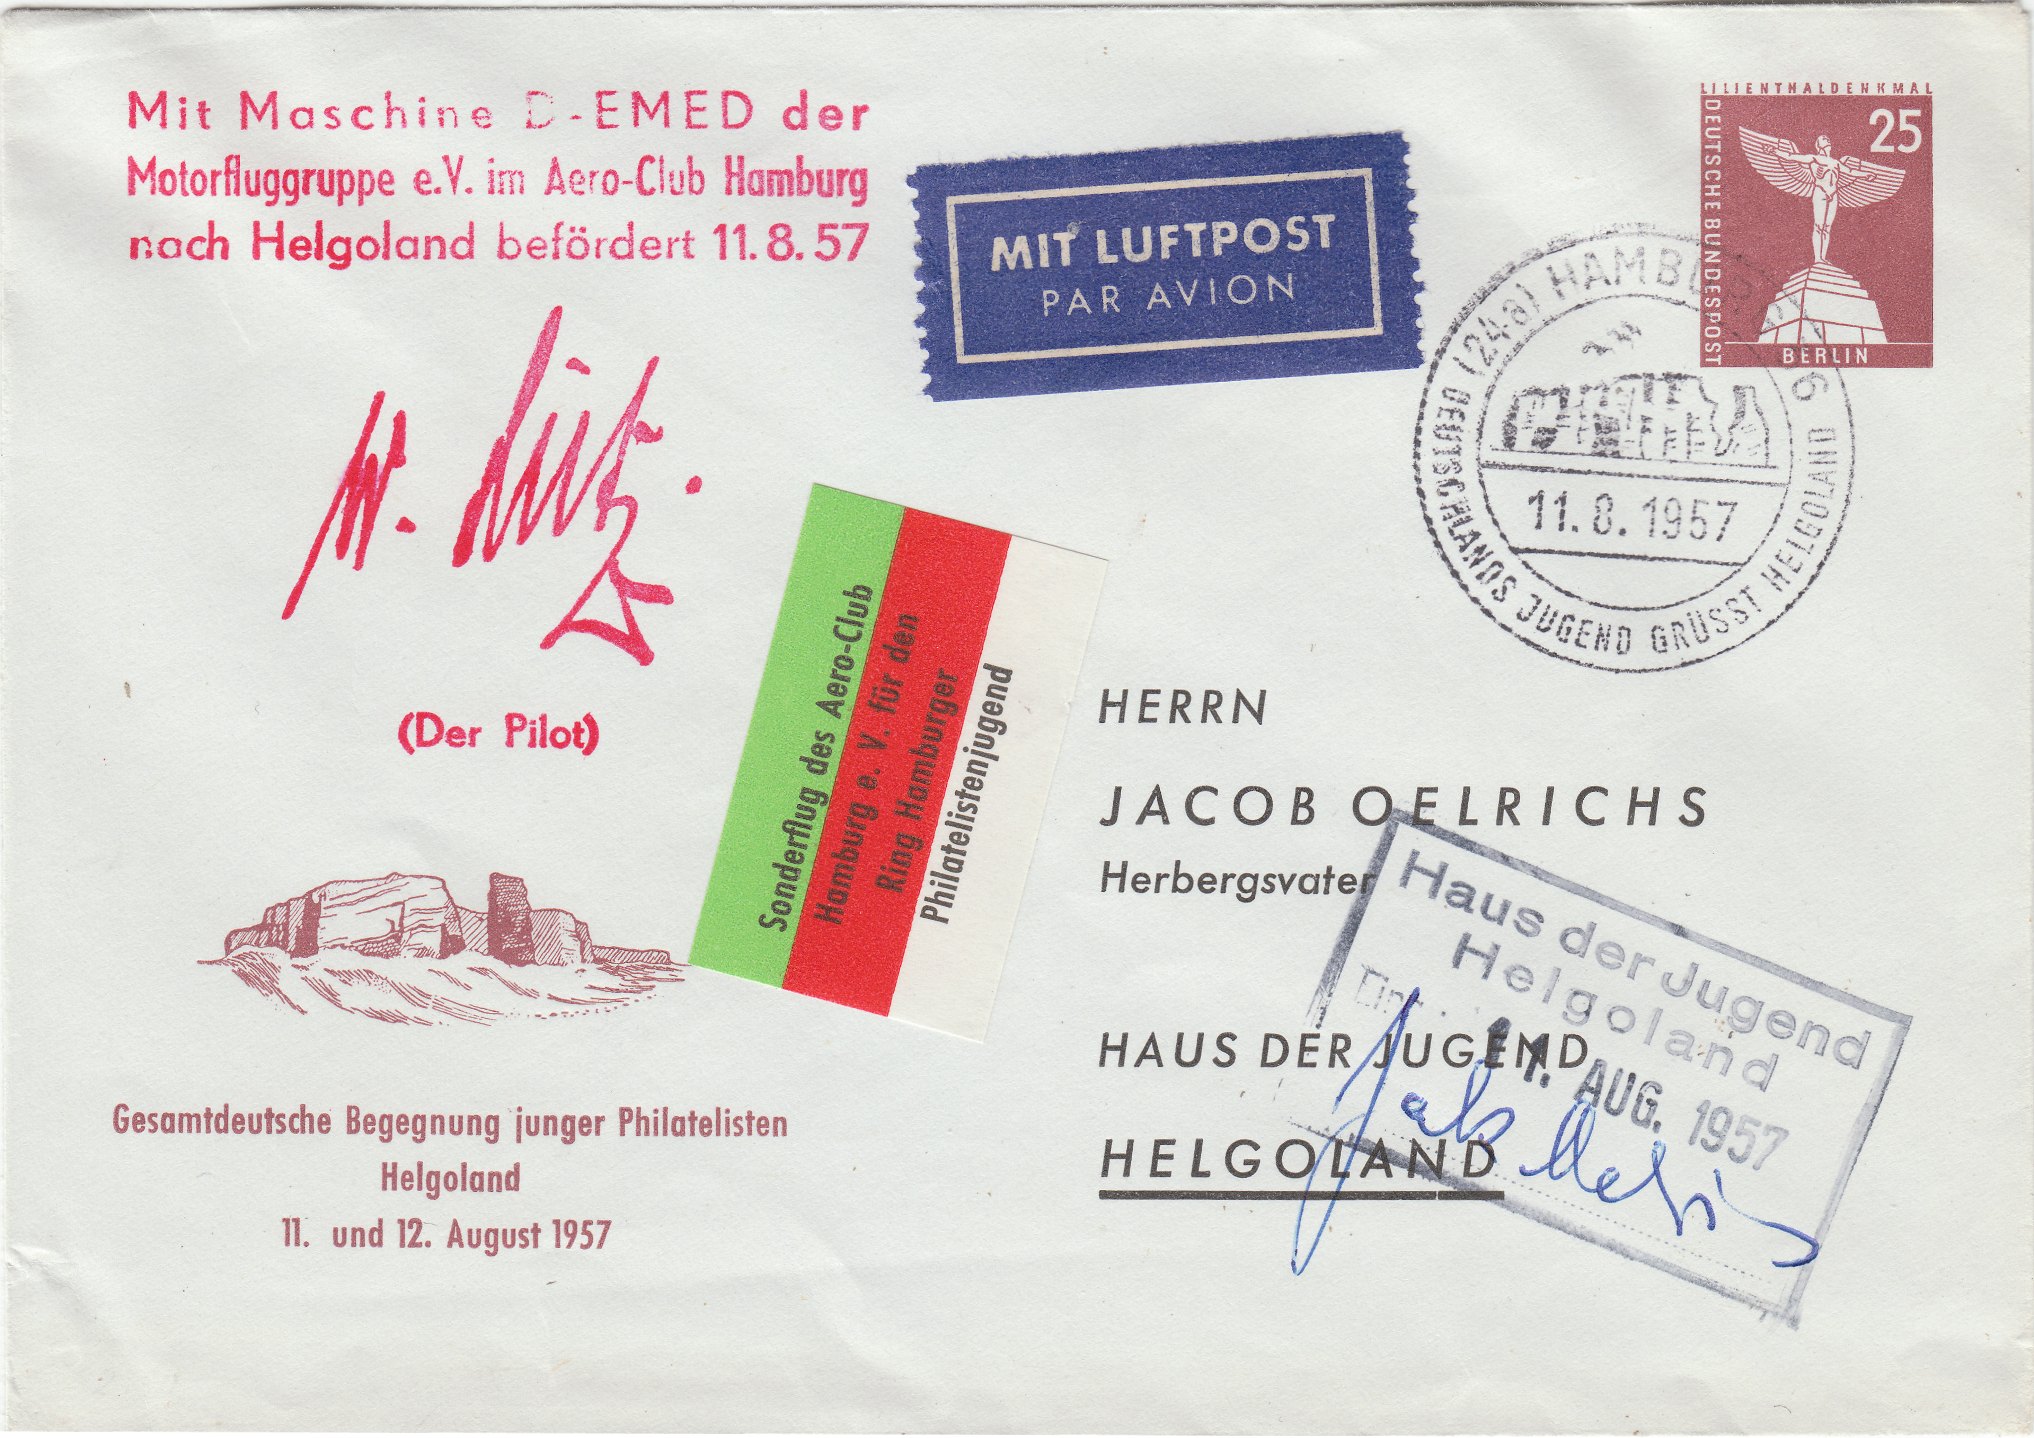 Mit Maschine D-EMED der
Motorfluggruppe e.V. im Aero-Club Hamburg
nach Helgoland befördert 11.8.57
(Der Pilot)
MIT LUFTPOST
PAR AVION
LILIENTHALDENKMAL
DEUTSCHE BUNDESPOST
25
BERLIN
(24a) HAMBURG
11.8.1957
DEUTSCHLANDS JUGEND GRÜSST HELGOLAND
Sonderflug des Aero-Club
Hamburg e. V. für den
Ring Hamburger
Philatelistenjugend
HERRN
JACOB OELRICHS
Herbergsvater
HAUS DER JUGEND
HELGOLAND
Haus der Jugend
Helgoland
11. AUG. 1957
Gesamtdeutsche Begegnung junger Philatelisten
Helgoland
11. und 12. August 1957